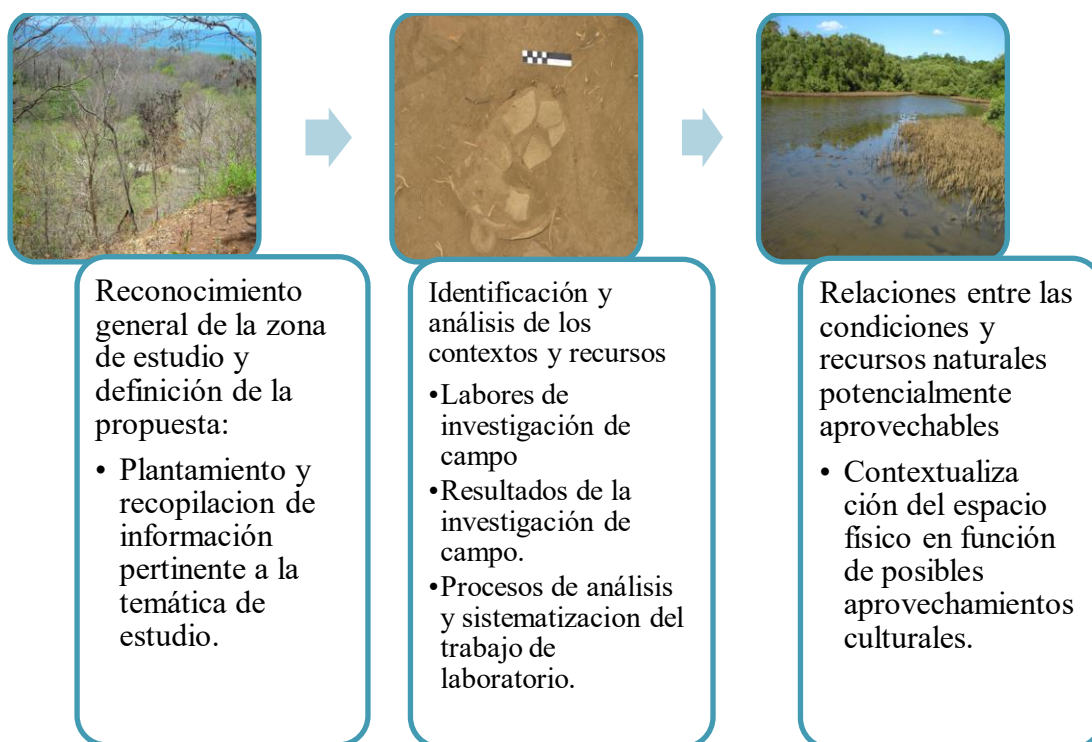 Reconocimiento
general de la zona
de estudio y
definición de la
propuesta:
• Plantamiento y
recopilacion de
información
pertinente a la
temática de
estudio.
Identificación y
análisis de los
contextos y recursos
•Labores de
investigación de
campo
•Resultados de la
investigación de
campo.
•Procesos de análisis
y sistematizacion del
trabajo de
laboratorio.
Relaciones entre las
condiciones y
recursos naturales
potencialmente
aprovechables
• Contextualiza
ción del espacio
físico en función
de posibles
aprovechamientos
culturales.